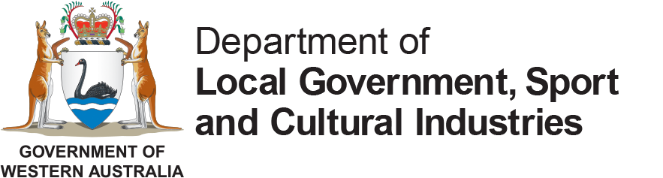 Department of
Local Government, Sport
and Cultural Industries
GOVERNMENT OF
WESTERN AUSTRALIA